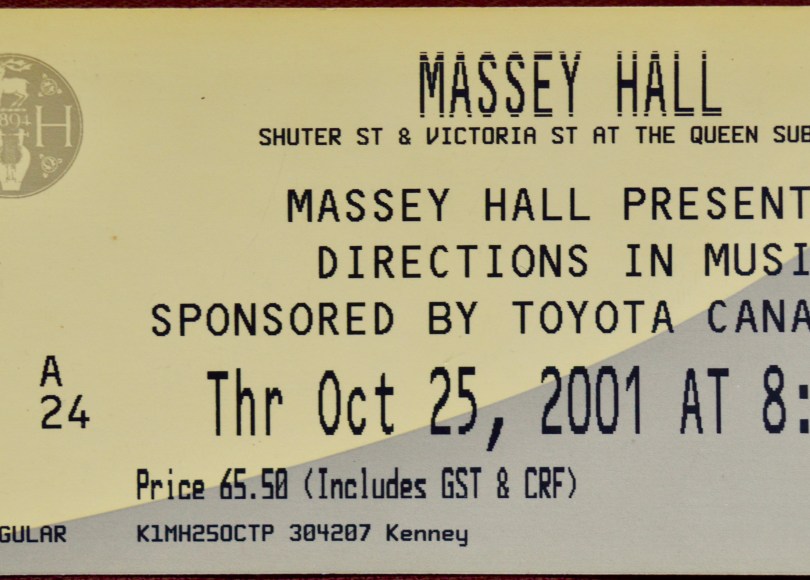 MASSEY HALL
SHUTER ST & VICTORIA ST AT THE QUEEN SUB
MASSEY HALL PRESENT
DIRECTIONS IN MUSI
SPONSORED BY TOYOTA CANA
A
24
Thr Oct 25, 2001 AT 8:
Price 65.50 (Includes GST & CRF)
GULAR K1MH25OCTP 304207 Kenney
H